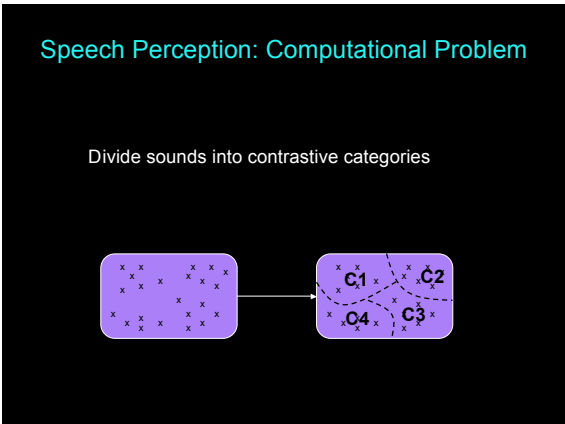 Speech Perception: Computational Problem
Divide sounds into contrastive categories
x x x x x x x x x x x x x x x x x x x x x x x
C1 C2
C4 C3